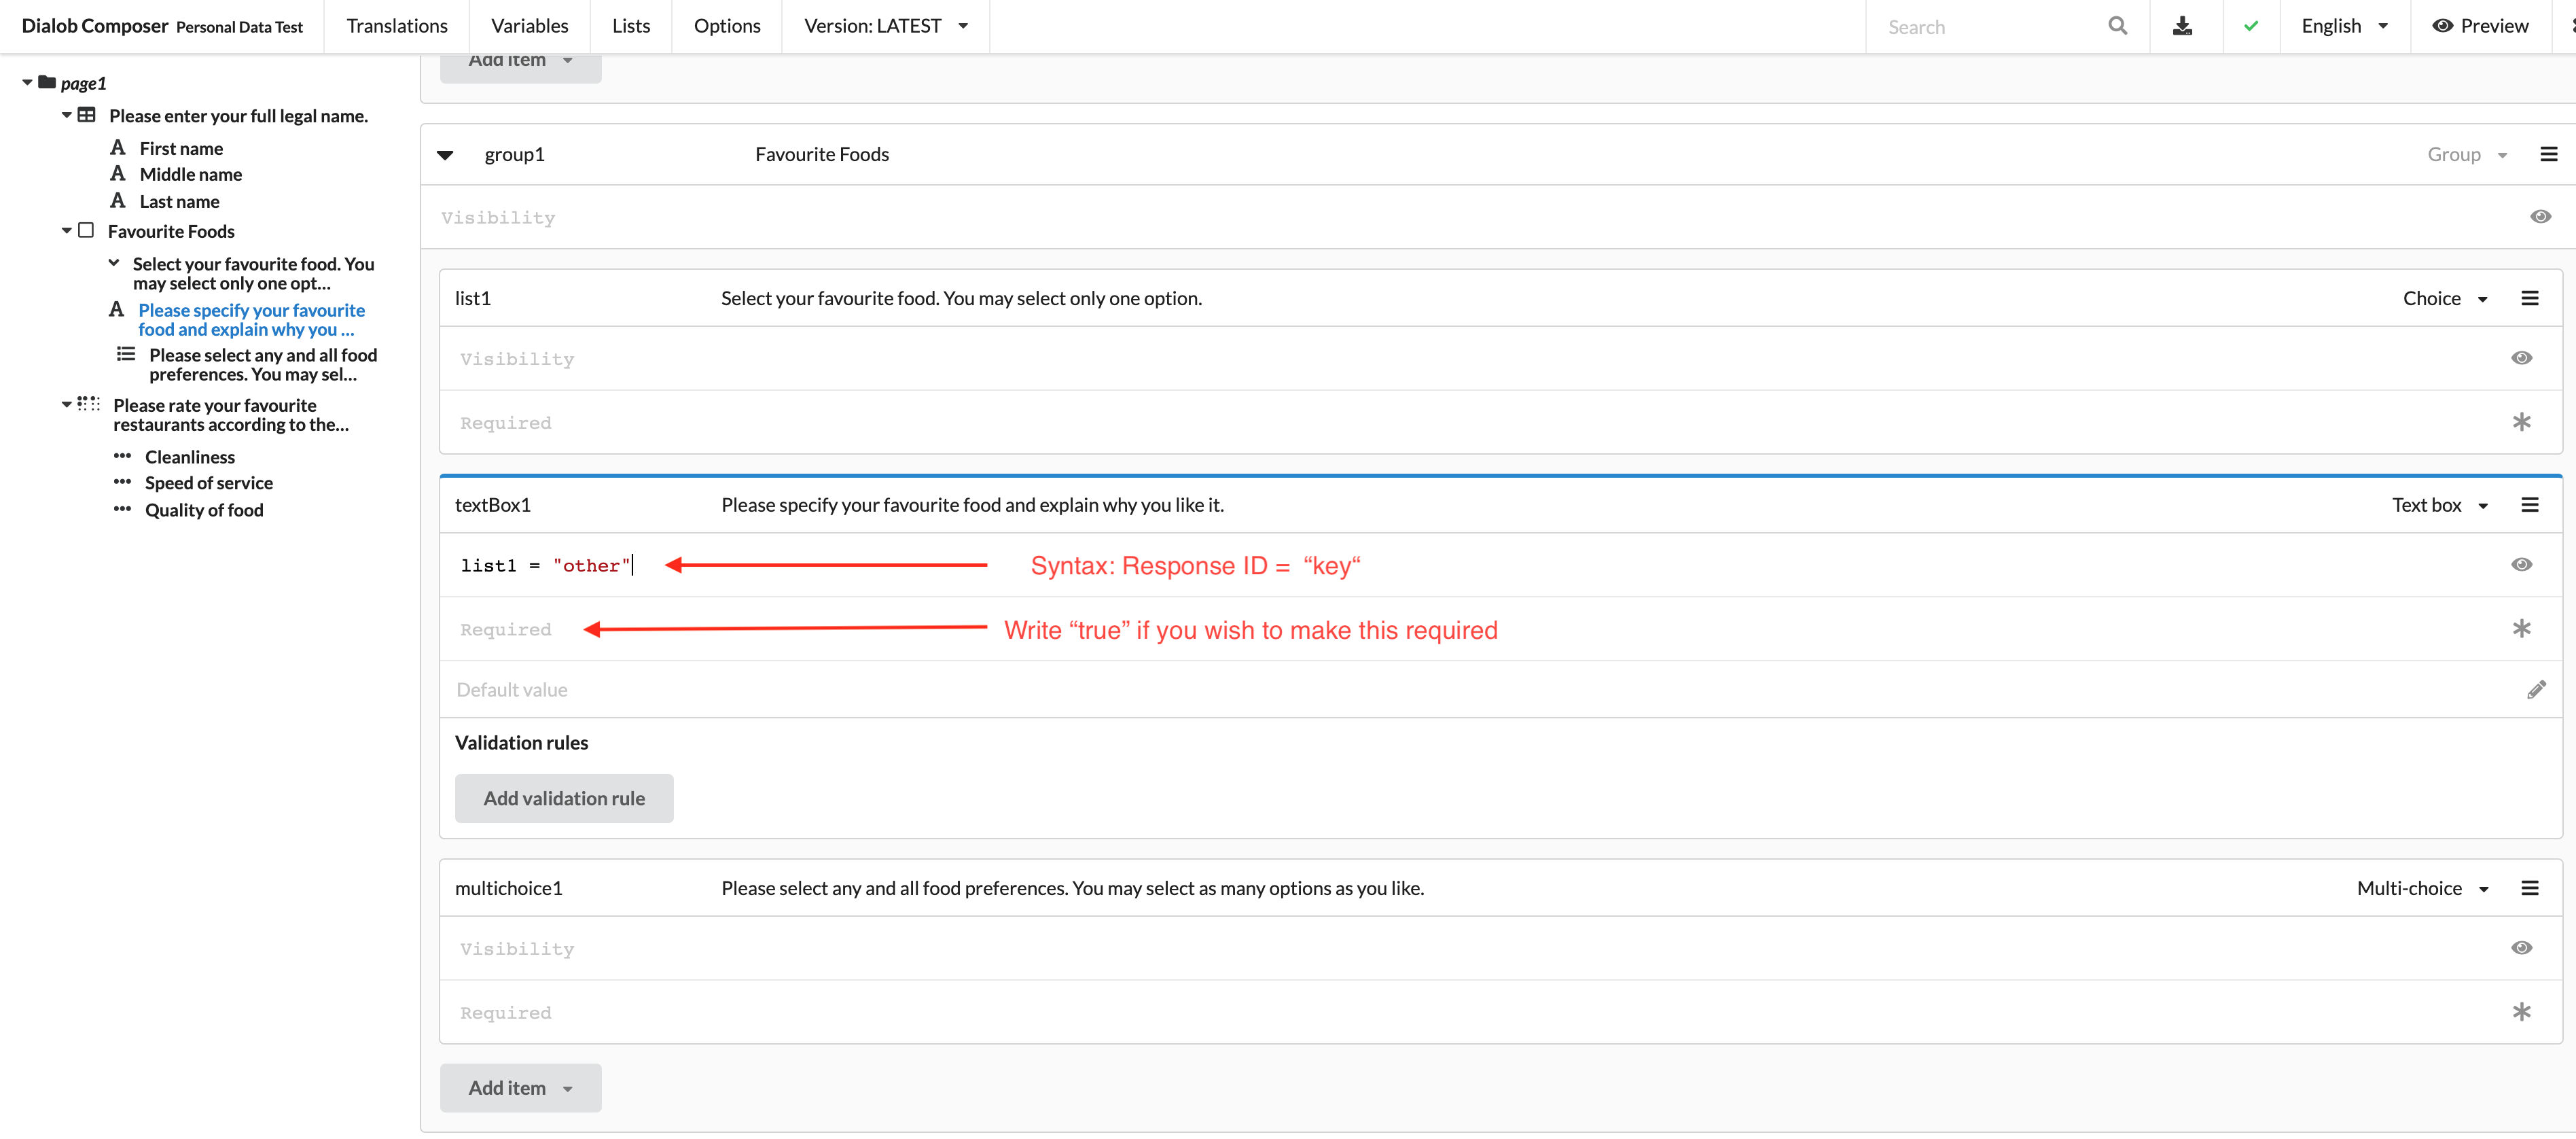 Dialob Composer Personal Data Test Translations Variables Lists Options Version: LATEST Search English Preview
page1
Please enter your full legal name.
First name
Middle name
Last name
Favourite Foods
Select your favourite food. You
may select only one opt...
Please specify your favourite
food and explain why you ...
Please select any and all food
preferences. You may sel...
Please rate your favourite
restaurants according to the...
Cleanliness
Speed of service
Quality of food
Add item
group1 Favourite Foods Group
Visibility
list1 Select your favourite food. You may select only one option. Choice
Visibility
Required
textBox1 Please specify your favourite food and explain why you like it. Text box
list1 = "other" Syntax: Response ID = “key“
Required Write “true” if you wish to make this required
Default value
Validation rules
Add validation rule
multichoice1 Please select any and all food preferences. You may select as many options as you like. Multi-choice
Visibility
Required
Add item